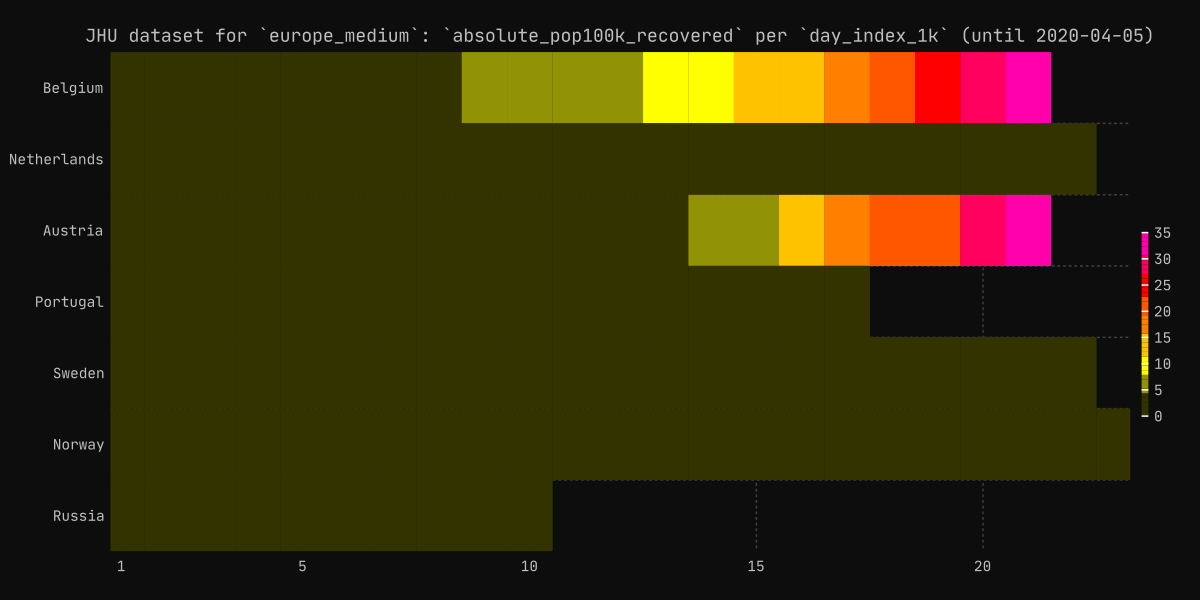 JHU dataset for `europe_medium`: `absolute_pop100k_recovered` per `day_index_1k` (until 2020-04-05)
Belgium
Netherlands
Austria
Portugal
Sweden
Norway
Russia
1 5 10 15 20
35
30
25
20
15
10
5
0